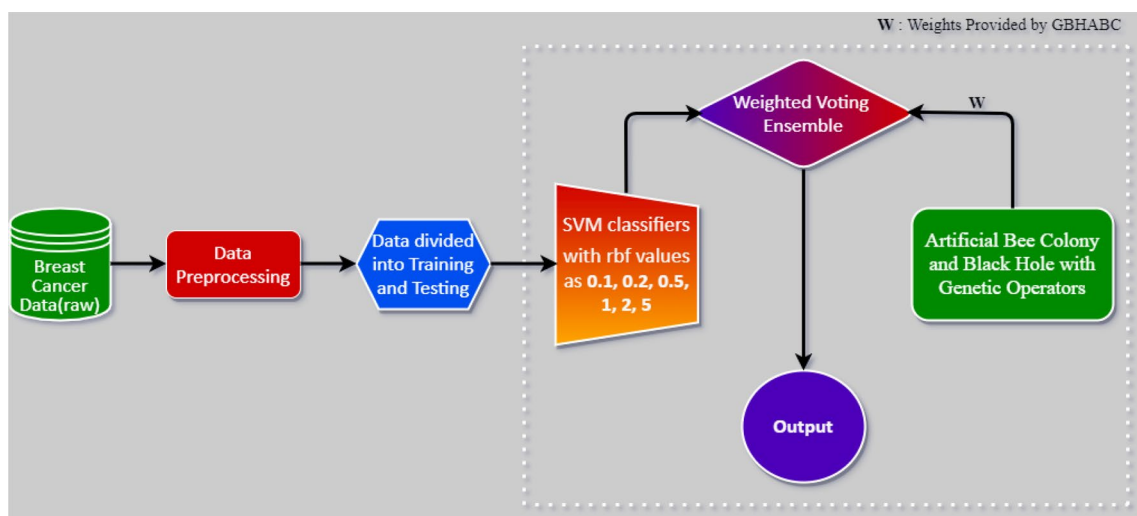 W : Weights Provided by GBHABC
Breast
Cancer
Data(raw)
Data
Preprocessing
Data divided
into Training
and Testing
SVM classifiers
with rbf values
as 0.1, 0.2, 0.5,
1, 2, 5
Weighted Voting
Ensemble
W
Artificial Bee Colony
and Black Hole with
Genetic Operators
Output